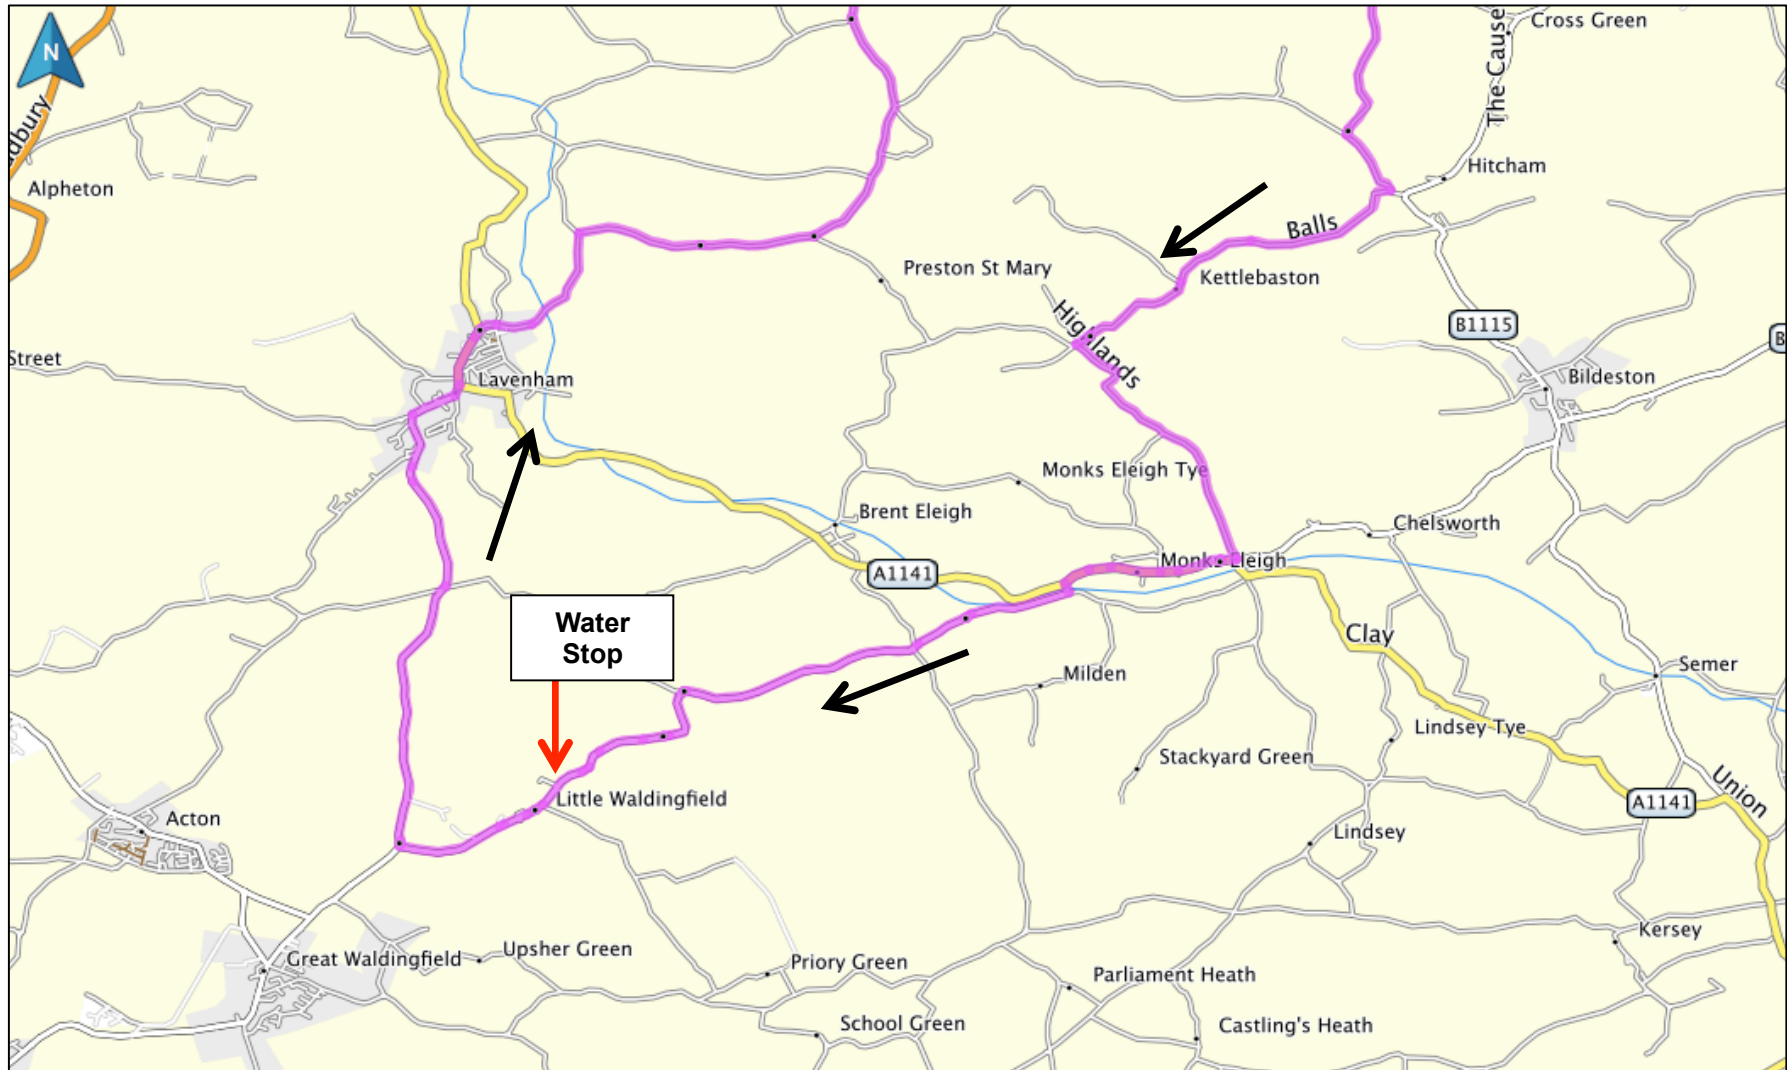 N
Cross Green
The Cause
dbury
Alpheton
Hitcham
Balls
Preston St Mary
Kettlebaston
Highlands
B1115
B
Street
Lavenham
Bildeston
Monks Eleigh Tye
Brent Eleigh
Chelsworth
A1141
Monks Eleigh
Water
Stop
Clay
Semer
Milden
Lindsey Tye
Stackyard Green
Union
Little Waldingfield
A1141
Acton
Lindsey
Kersey
Great Waldingfield
Upsher Green
Priory Green
Parliament Heath
School Green
Castling's Heath